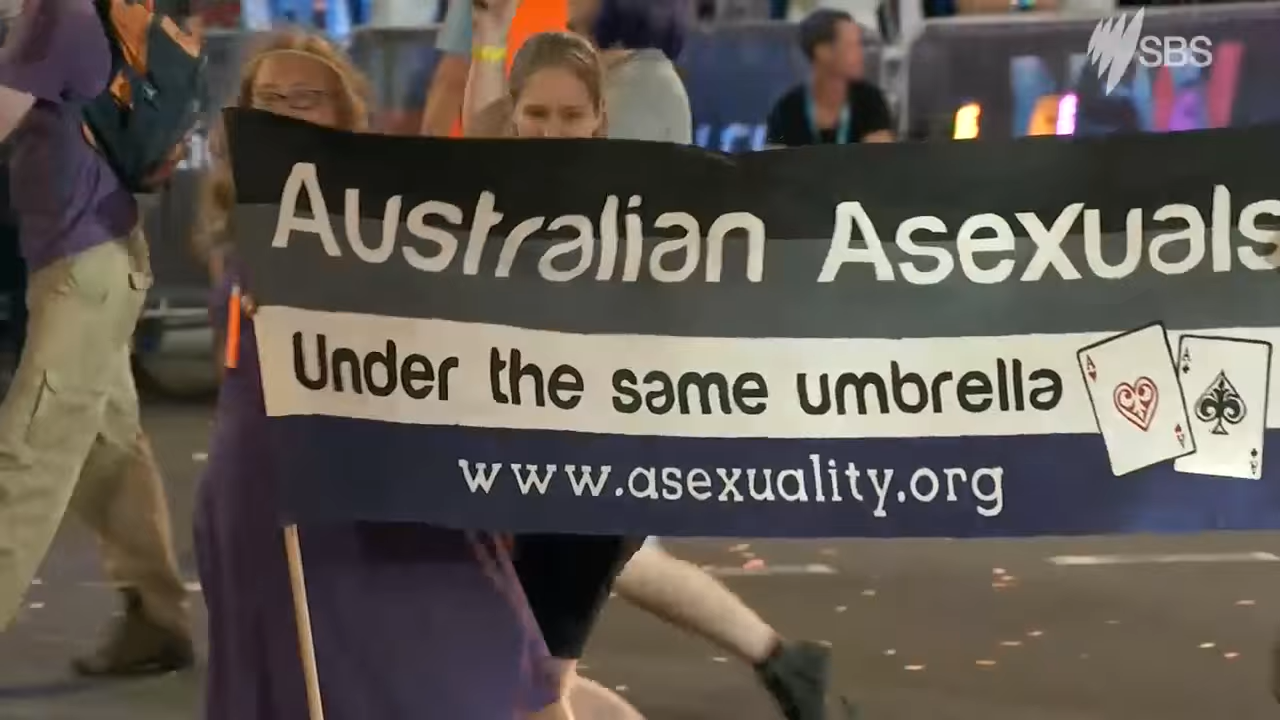 SBS
Australian Asexuals
Under the same umbrella
A
A
A
A
www.asexuality.org